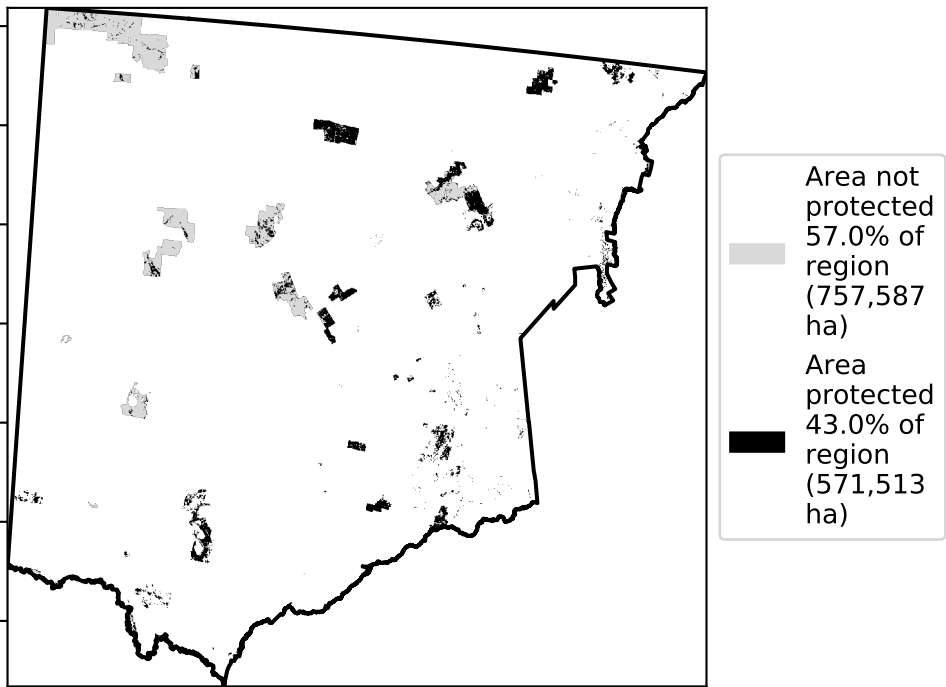 Area not
protected
57.0% of
region
(757,587
ha)
Area
protected
43.0% of
region
(571,513
ha)